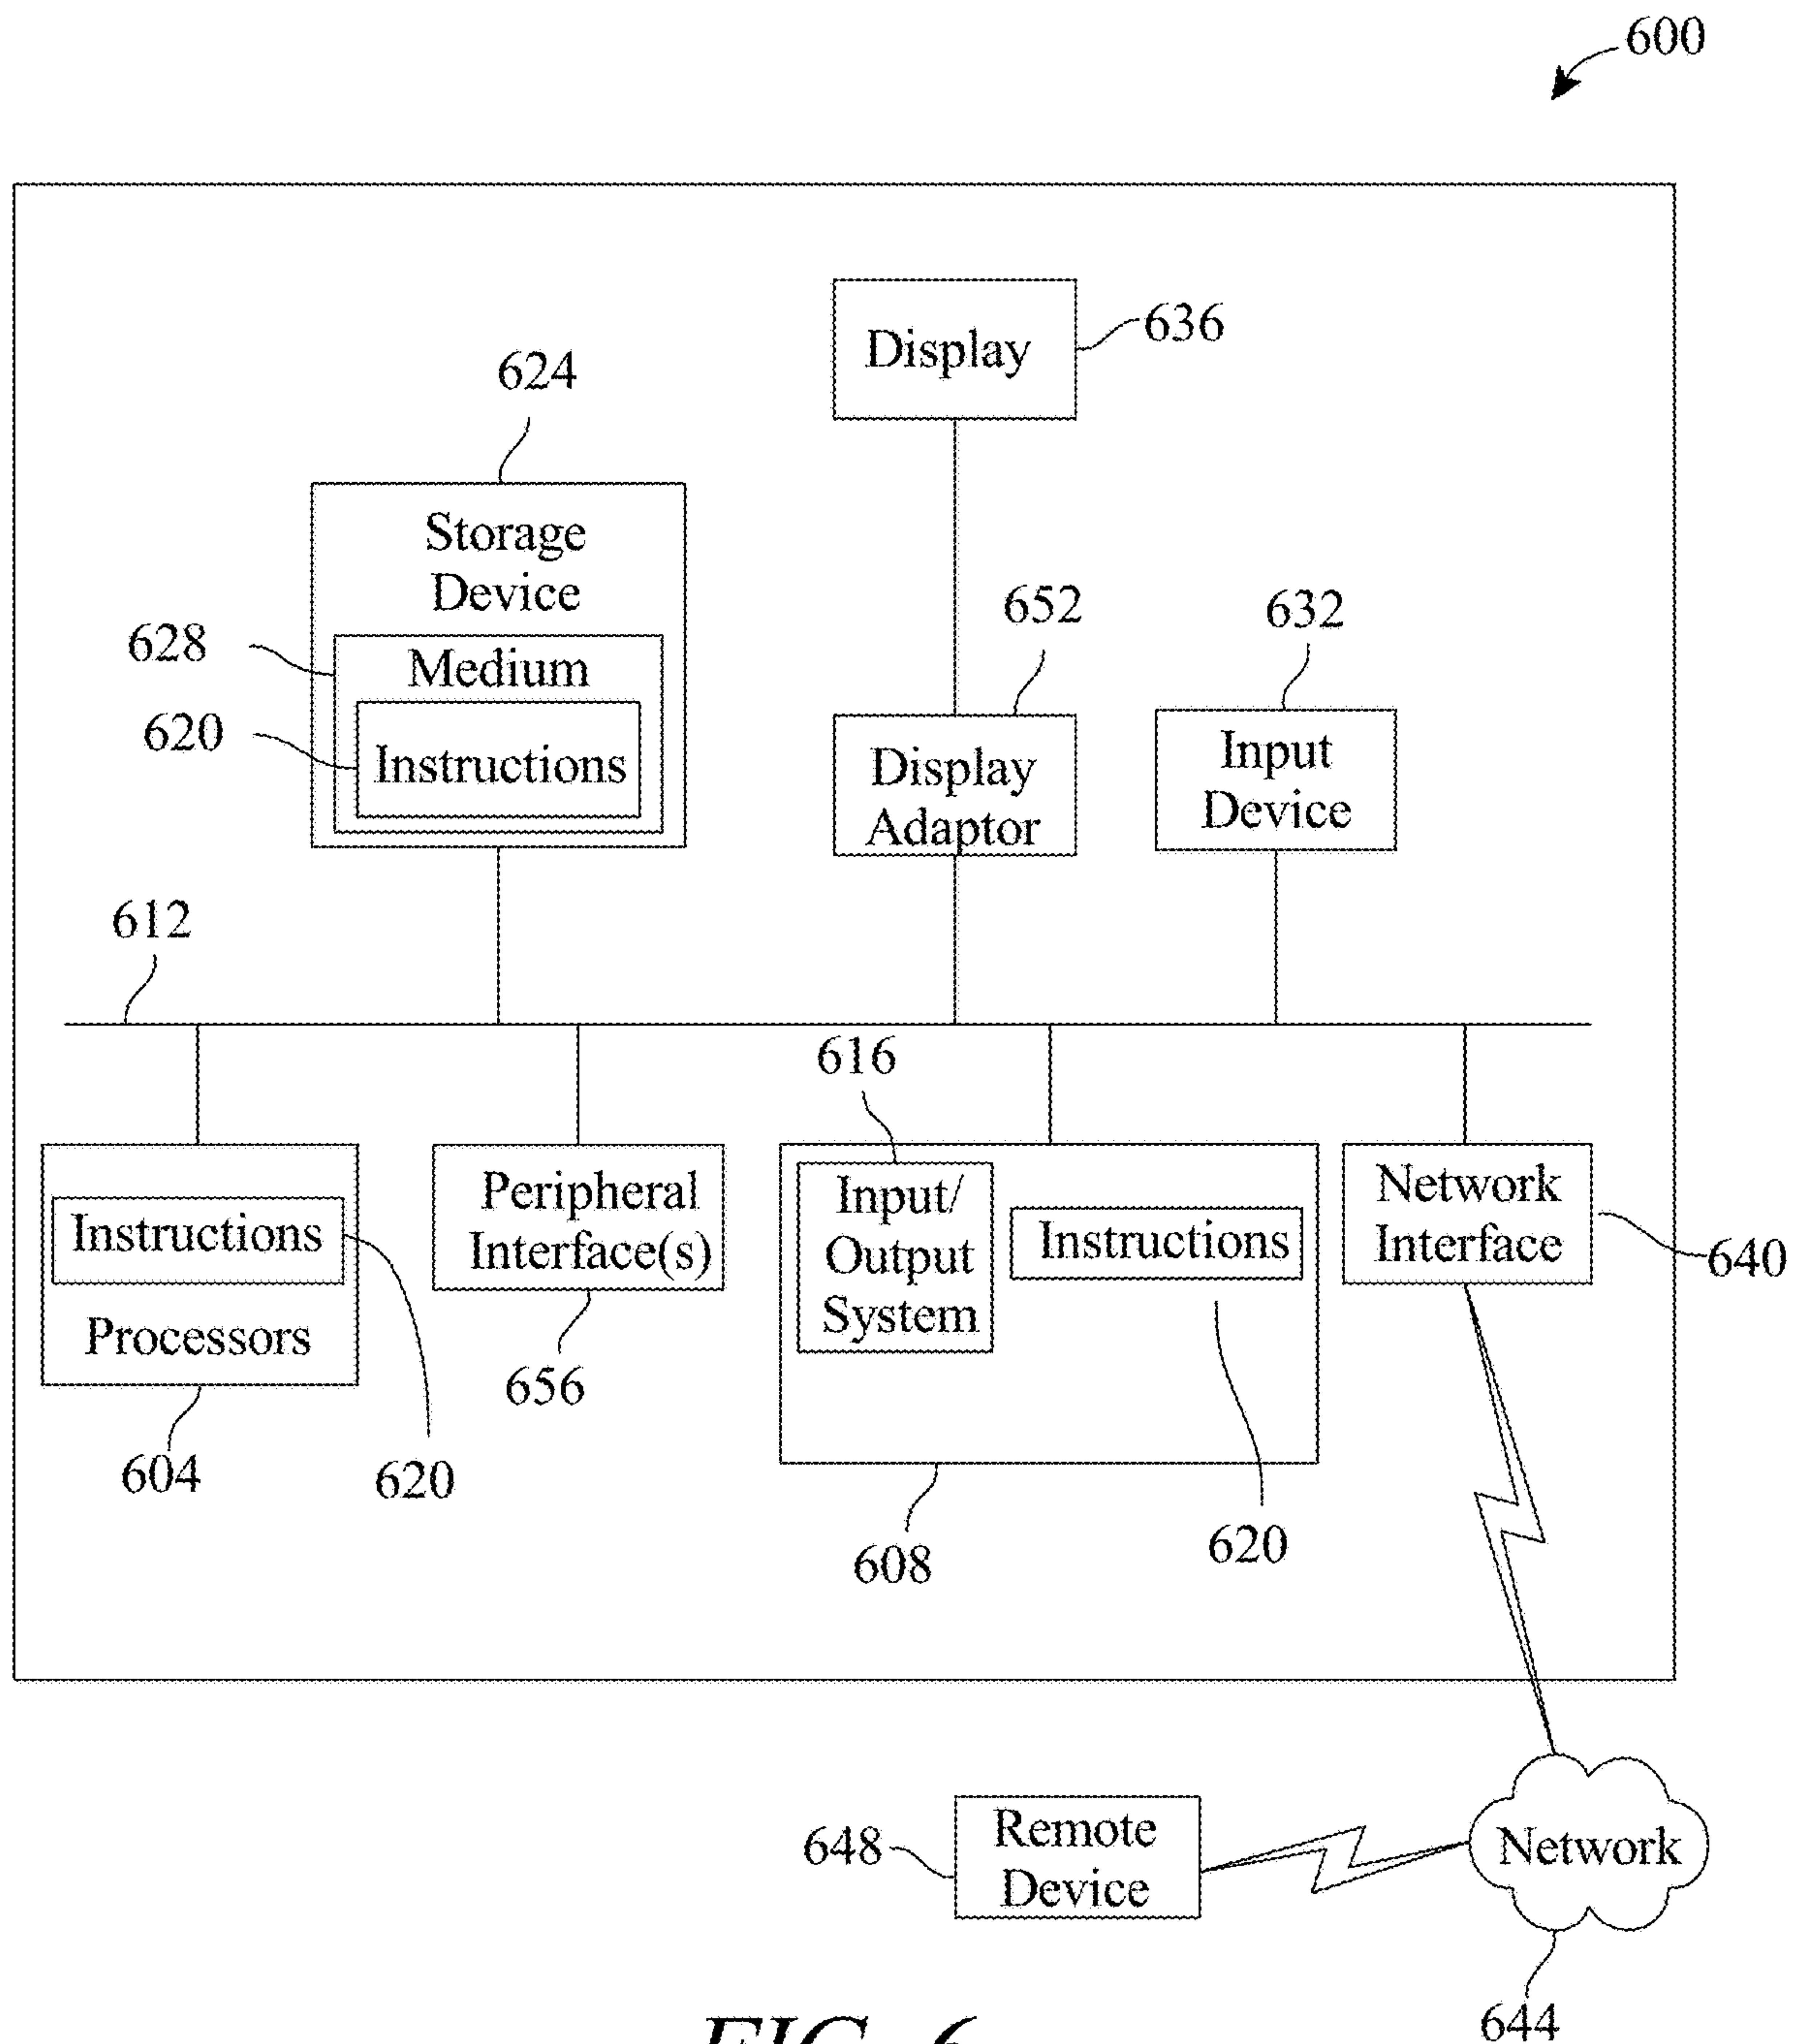 600
Display
636
624
Storage
Device
652
632
628
Medium
620
Instructions
Display
Adaptor
Input
Device
612
616
Instructions
Processors
Peripheral
Interface(s)
Input/
Output
System
Instructions
Network
Interface
640
656
604
620
608
620
648
Remote
Device
Network
644
FIG. 6